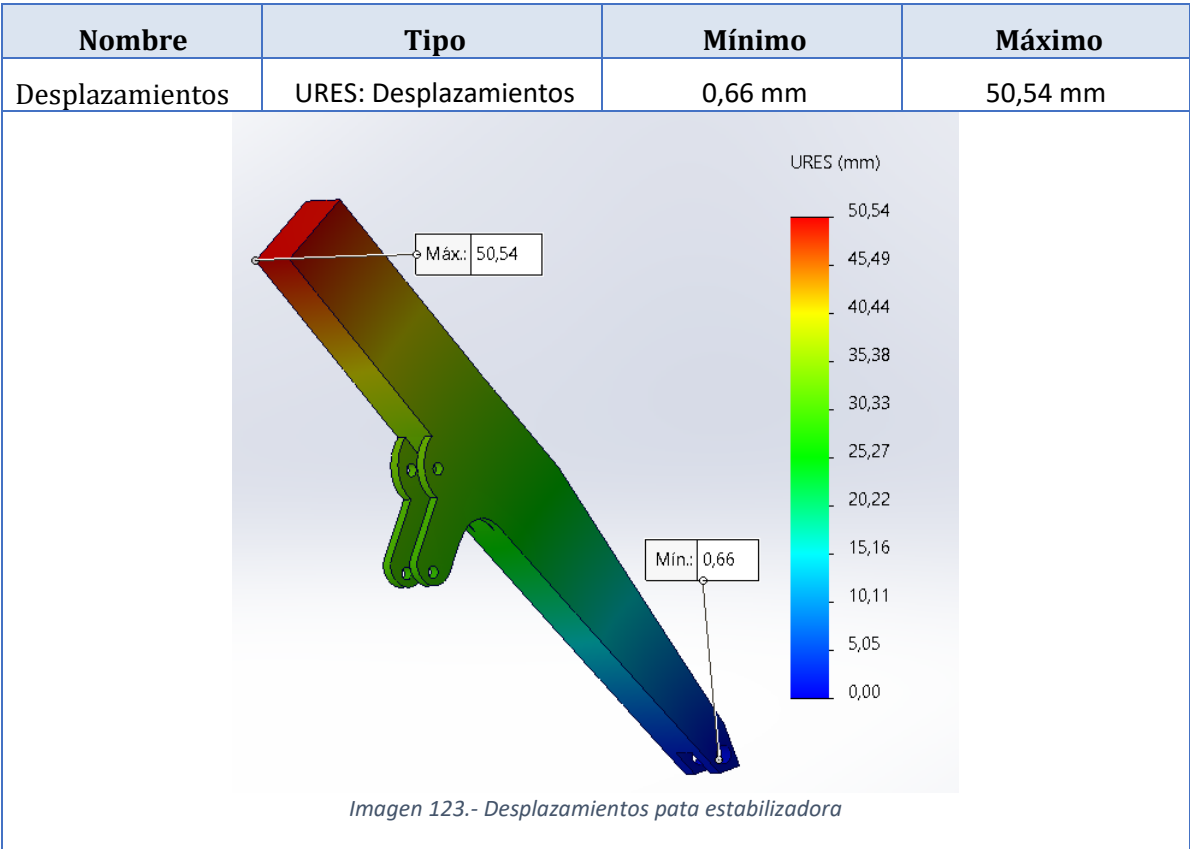 Nombre Tipo Mínimo Máximo
Desplazamientos URES: Desplazamientos 0,66 mm 50,54 mm
URES (mm)
50,54
Máx.: 50,54
45,49
40,44
35,38
30,33
25,27
20,22
15,16
Mín.: 0,66
10,11
5,05
0,00
Imagen 123.- Desplazamientos pata estabilizadora